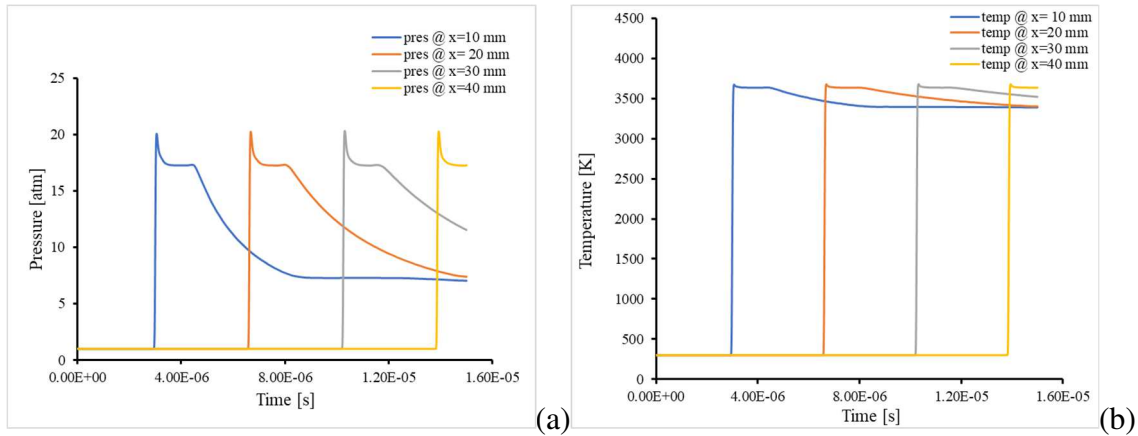 pres @ x=10 mm
pres @ x= 20 mm
pres @ x=30 mm
pres @ x=40 mm
25
20
15
10
5
0
Pressure [atm]
0.00E+00 4.00E-06 8.00E-06 1.20E-05 1.60E-05
Time [s]
(a)
temp @ x= 10 mm
temp @ x=20 mm
temp @ x=30 mm
temp @ x=40 mm
4500
4000
3500
3000
2500
2000
1500
1000
500
0
Temperature [K]
0.00E+00 4.00E-06 8.00E-06 1.20E-05 1.60E-05
Time [s]
(b)